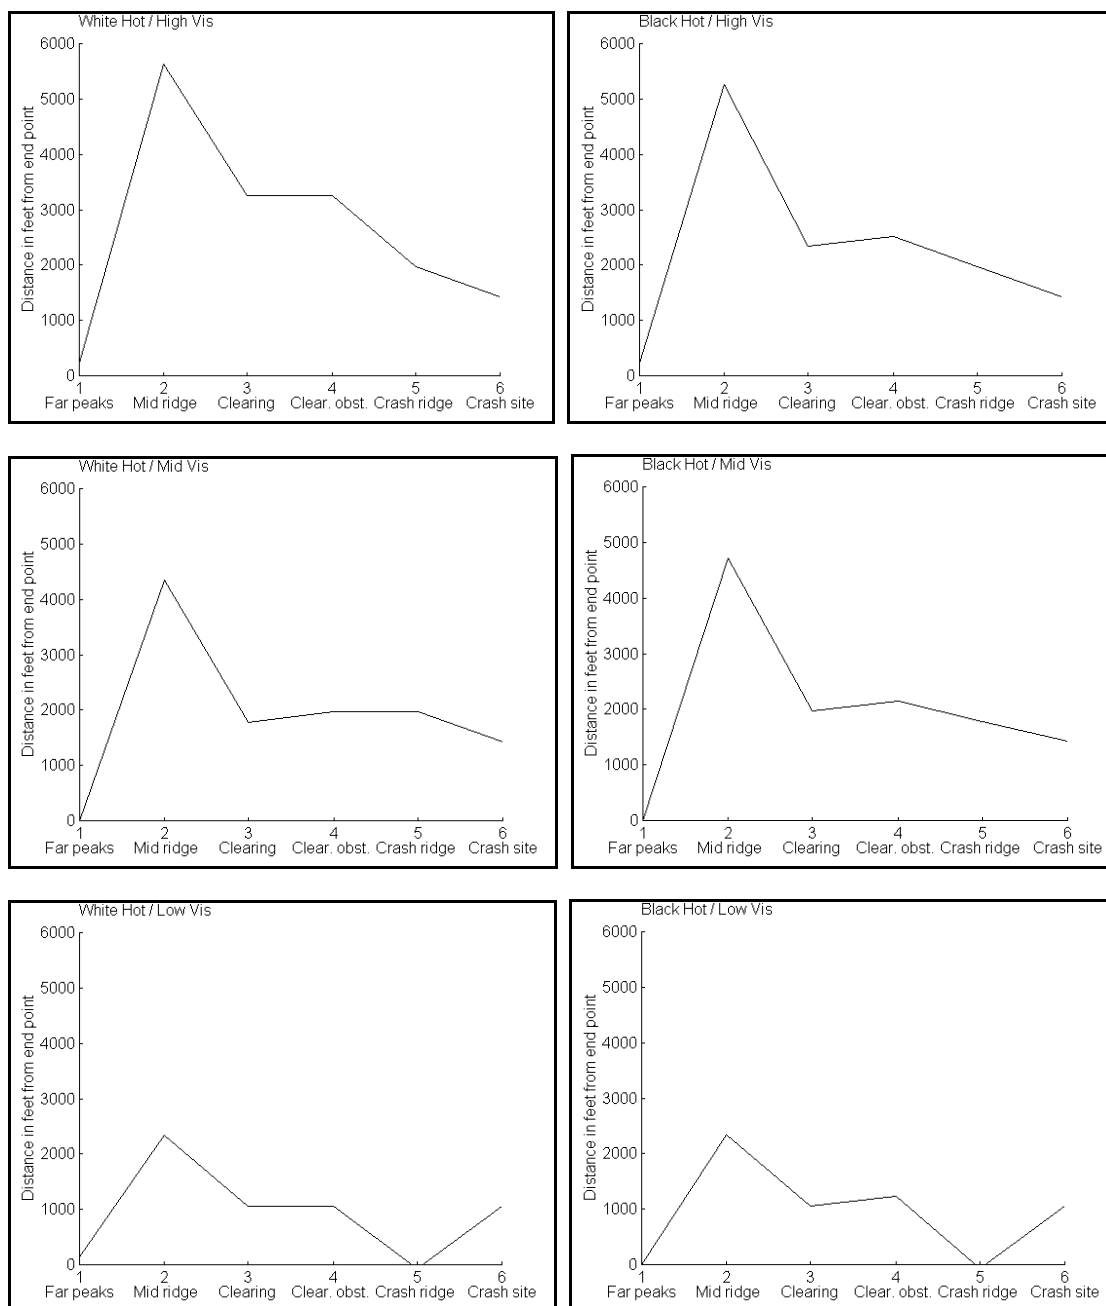 White Hot / High Vis
6000
5000
4000
3000
2000
1000
0
Distance in feet from end point
1 2 3 4 5 6
Far peaks Mid ridge Clearing Clear. obst. Crash ridge Crash site
Black Hot / High Vis
6000
5000
4000
3000
2000
1000
0
Distance in feet from end point
1 2 3 4 5 6
Far peaks Mid ridge Clearing Clear. obst. Crash ridge Crash site
White Hot / Mid Vis
6000
5000
4000
3000
2000
1000
0
Distance in feet from end point
1 2 3 4 5 6
Far peaks Mid ridge Clearing Clear. obst. Crash ridge Crash site
Black Hot / Mid Vis
6000
5000
4000
3000
2000
1000
0
Distance in feet from end point
1 2 3 4 5 6
Far peaks Mid ridge Clearing Clear. obst. Crash ridge Crash site
White Hot / Low Vis
6000
5000
4000
3000
2000
1000
0
Distance in feet from end point
1 2 3 4 5 6
Far peaks Mid ridge Clearing Clear. obst. Crash ridge Crash site
Black Hot / Low Vis
6000
5000
4000
3000
2000
1000
0
Distance in feet from end point
1 2 3 4 5 6
Far peaks Mid ridge Clearing Clear. obst. Crash ridge Crash site